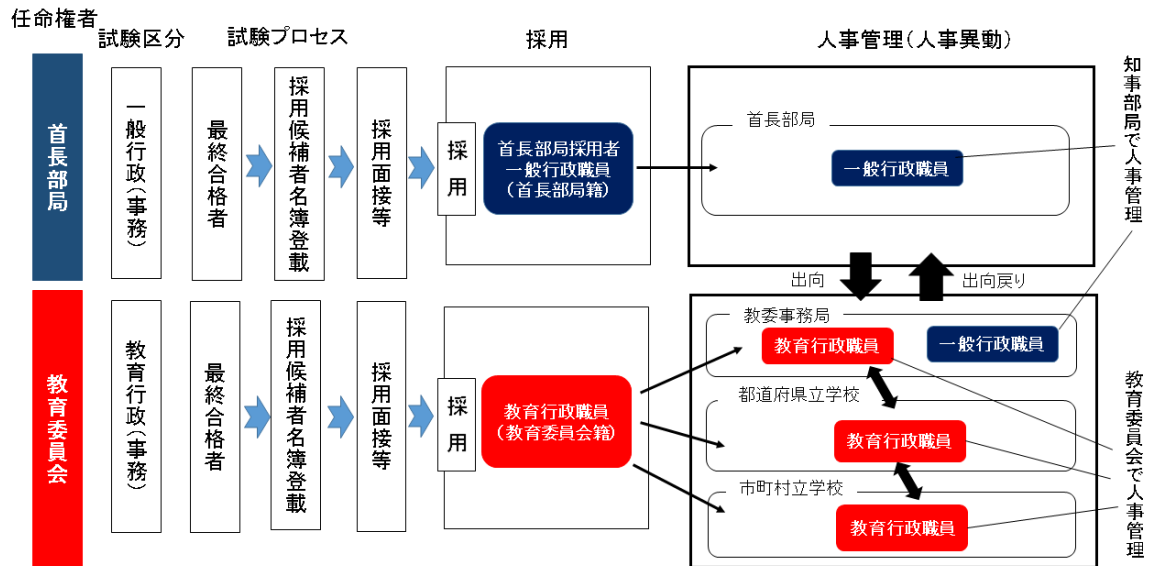 任命権者
試験区分
試験プロセス
採用
人事管理(人事異動)
首長部局
一般行政(事務)
最終合格者
採用候補者名簿登載
採用面接等
採用
首長部局採用者
一般行政職員
(首長部局籍)
首長部局
一般行政職員
知事部局で人事管理
出向
出向戻り
教育委員会
教育行政(事務)
最終合格者
採用候補者名簿登載
採用面接等
採用
教育行政職員
(教育委員会籍)
教委事務局
教育行政職員
一般行政職員
都道府県立学校
教育行政職員
市町村立学校
教育行政職員
教育委員会で人事管理